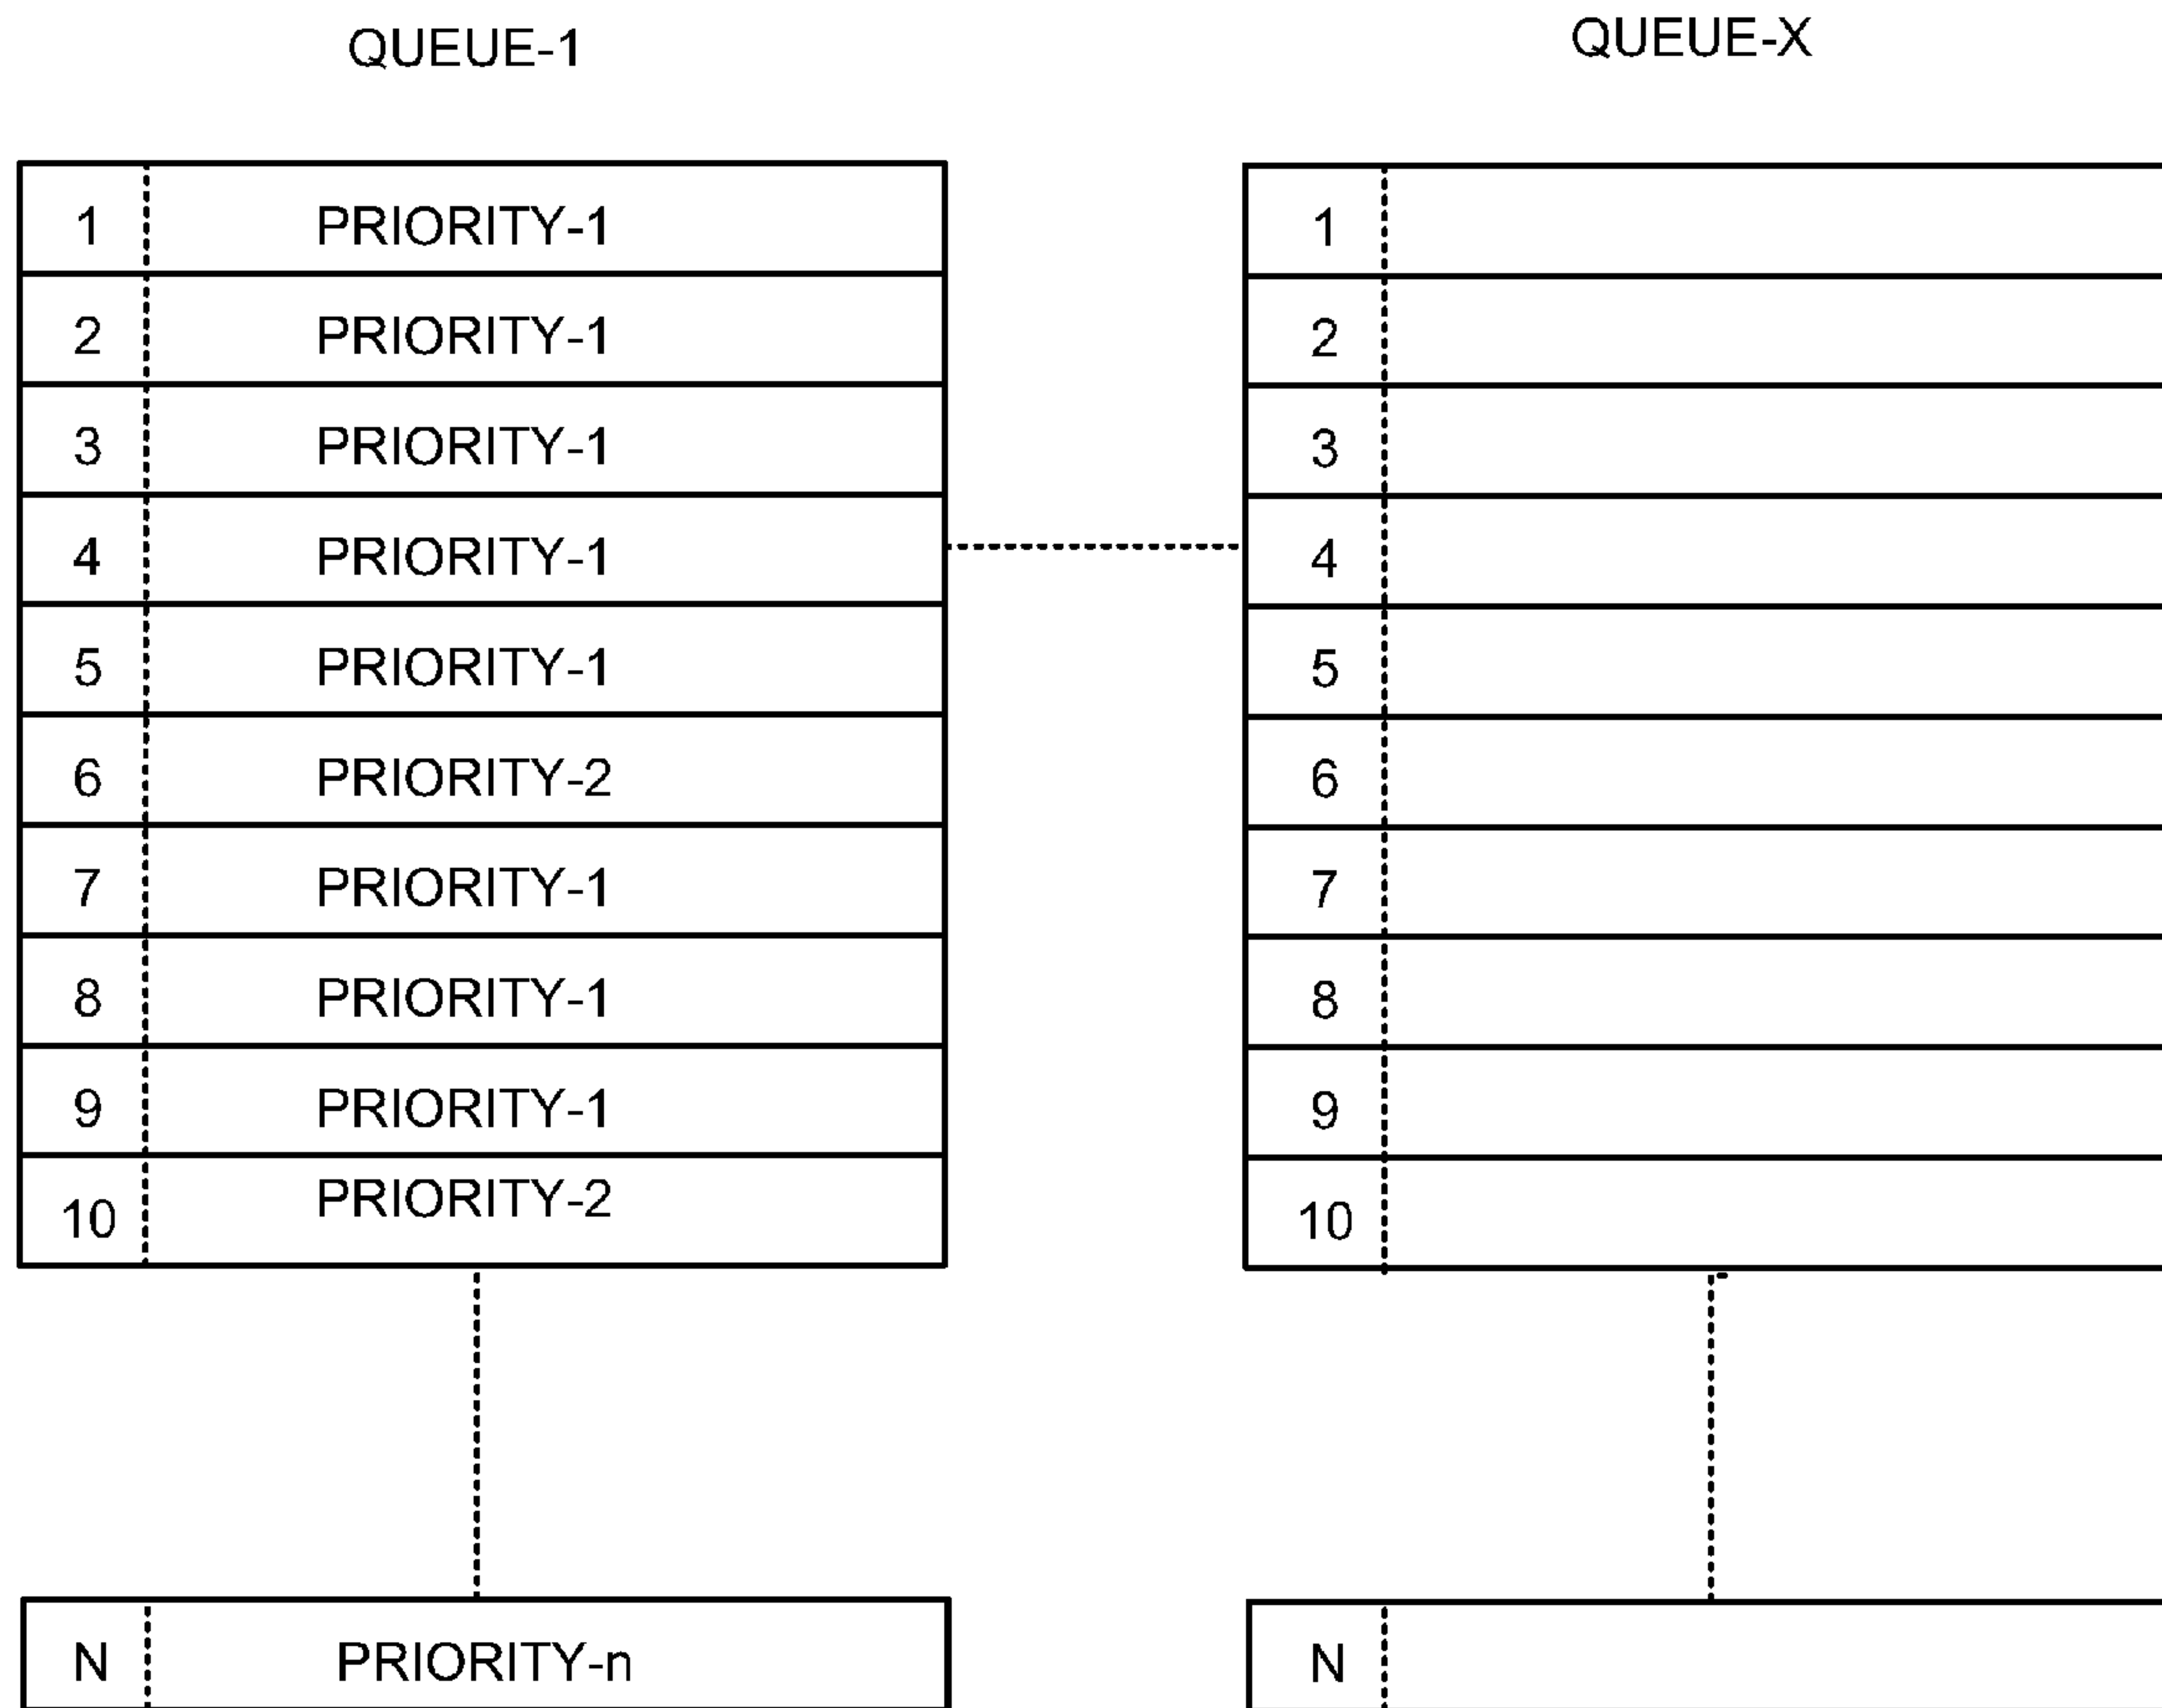 QUEUE-1
1 PRIORITY-1
2 PRIORITY-1
3 PRIORITY-1
4 PRIORITY-1
5 PRIORITY-1
6 PRIORITY-2
7 PRIORITY-1
8 PRIORITY-1
9 PRIORITY-1
10 PRIORITY-2
N PRIORITY-n
QUEUE-X
1
2
3
4
5
6
7
8
9
10
N